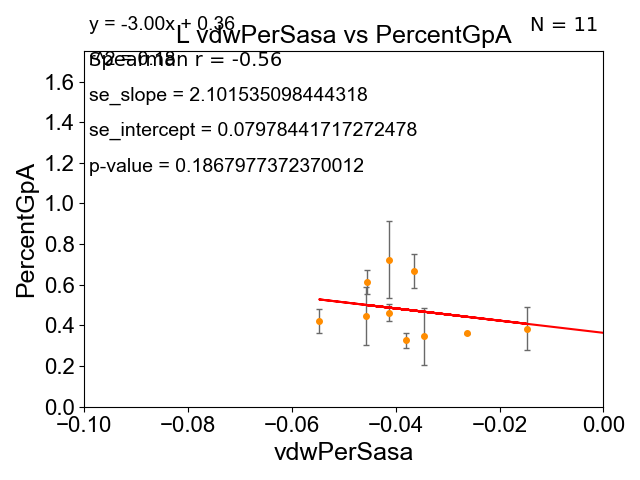 y = -3.00x + 0.36
N = 11
L vdwPerSasa vs PercentGpA
Spearman r = -0.56
se_slope = 2.101535098444318
se_intercept = 0.07978441717272478
p-value = 0.1867977372370012
PercentGpA
1.6
1.4
1.2
1.0
0.8
0.6
0.4
0.2
0.0
−0.10
−0.08
−0.06
−0.04
−0.02
0.00
vdwPerSasa